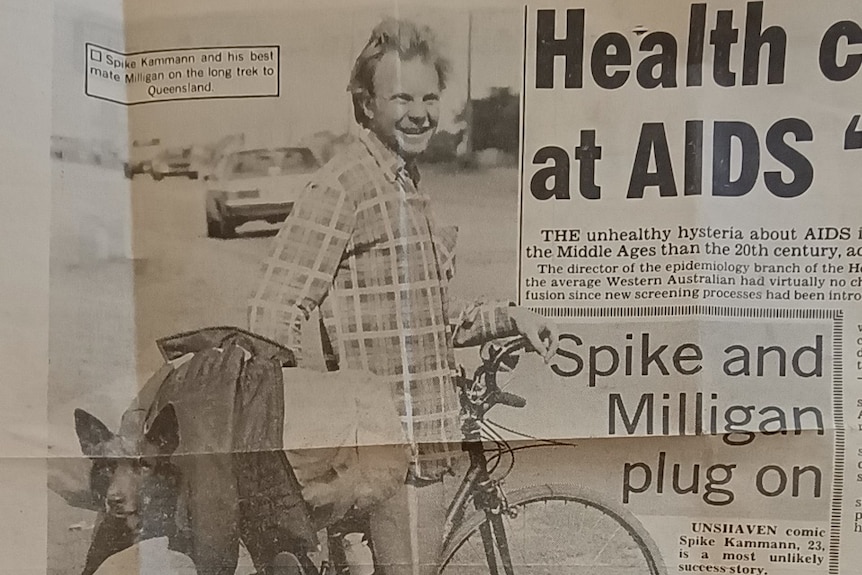 □ Spike Kammann and his best
mate Milligan on the long trek to
Queensland.
Health c
at AIDS ‘
THE unhealthy hysteria about AIDS i
the Middle Ages than the 20th century, ac
The director of the epidemiology branch of the He
the average Western Australian had virtually no ch
fusion since new screening processes had been intro
Spike and
Milligan
plug on
UNSHAVEN comic
Spike Kammann, 23,
is a most unlikely
success story.